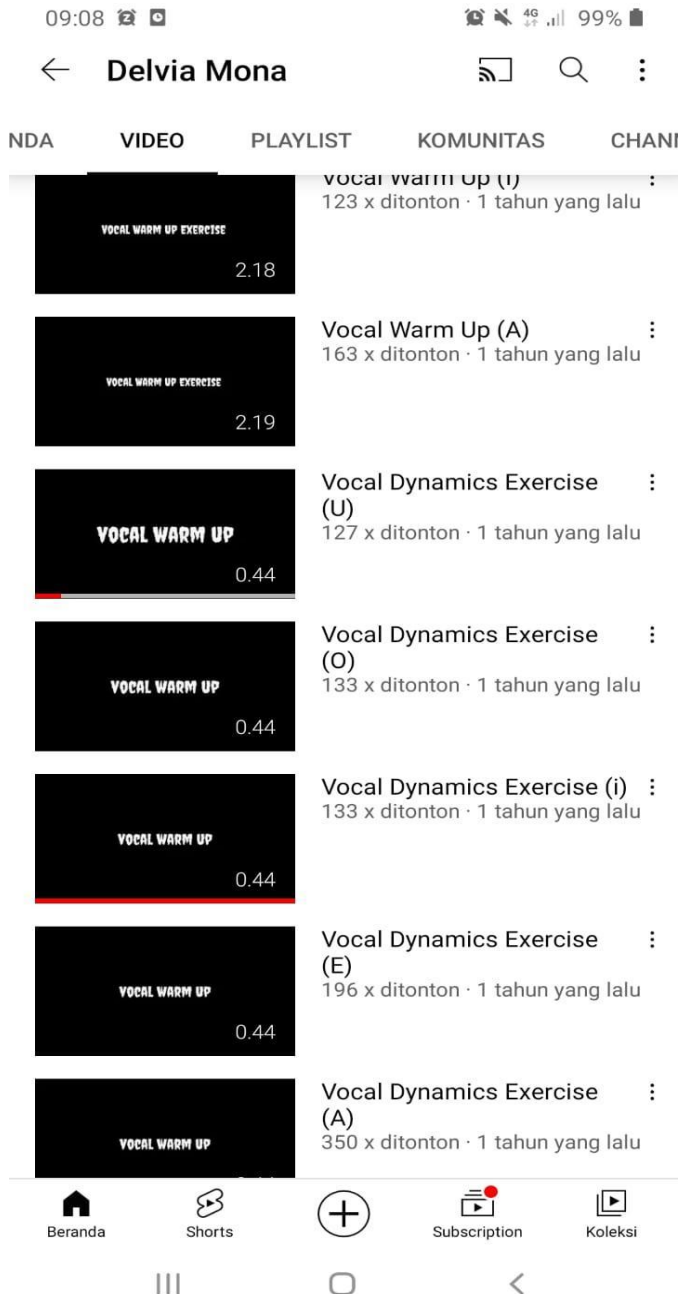 09:08 4G 99%
Delvia Mona
NDA VIDEO PLAYLIST KOMUNITAS CHAN
Vocal Warm Up (I)
123 x ditonton · 1 tahun yang lalu
VOCAL WARM UP EXERCISE
2.18
Vocal Warm Up (A)
163 x ditonton · 1 tahun yang lalu
VOCAL WARM UP EXERCISE
2.19
Vocal Dynamics Exercise
(U)
127 x ditonton · 1 tahun yang lalu
VOCAL WARM UP
0.44
Vocal Dynamics Exercise
(O)
133 x ditonton · 1 tahun yang lalu
VOCAL WARM UP
0.44
Vocal Dynamics Exercise (i)
133 x ditonton · 1 tahun yang lalu
VOCAL WARM UP
0.44
Vocal Dynamics Exercise
(E)
196 x ditonton · 1 tahun yang lalu
VOCAL WARM UP
0.44
Vocal Dynamics Exercise
(A)
350 x ditonton · 1 tahun yang lalu
VOCAL WARM UP
Beranda Shorts Subscription Koleksi